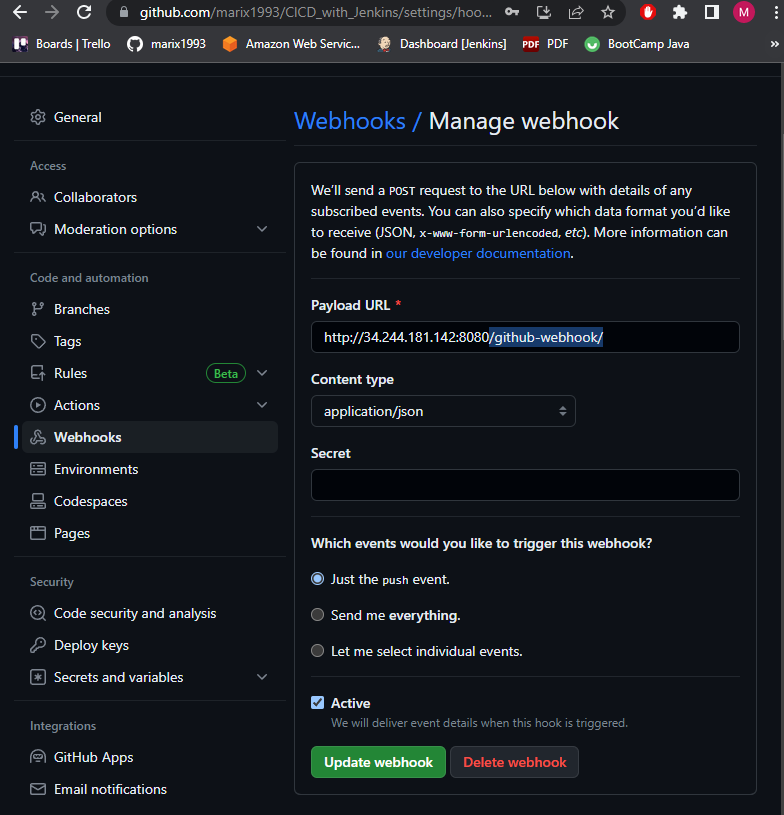 github.com/marix1993/CICD_with_Jenkins/settings/hoo...
M
Boards | Trello
marix1993
Amazon Web Servic...
Dashboard [Jenkins]
PDF
PDF
BootCamp Java
»
General
Access
Collaborators
Moderation options
Code and automation
Branches
Tags
Rules
Beta
Actions
Webhooks
Environments
Codespaces
Pages
Security
Code security and analysis
Deploy keys
Secrets and variables
Integrations
GitHub Apps
Email notifications
Webhooks / Manage webhook
We’ll send a POST request to the URL below with details of any
subscribed events. You can also specify which data format you’d like
to receive (JSON, x-www-form-urlencoded, etc). More information can
be found in our developer documentation.
Payload URL *
http://34.244.181.142:8080/github-webhook/
Content type
application/json
Secret
Which events would you like to trigger this webhook?
Just the push event.
Send me everything.
Let me select individual events.
Active
We will deliver event details when this hook is triggered.
Update webhook
Delete webhook